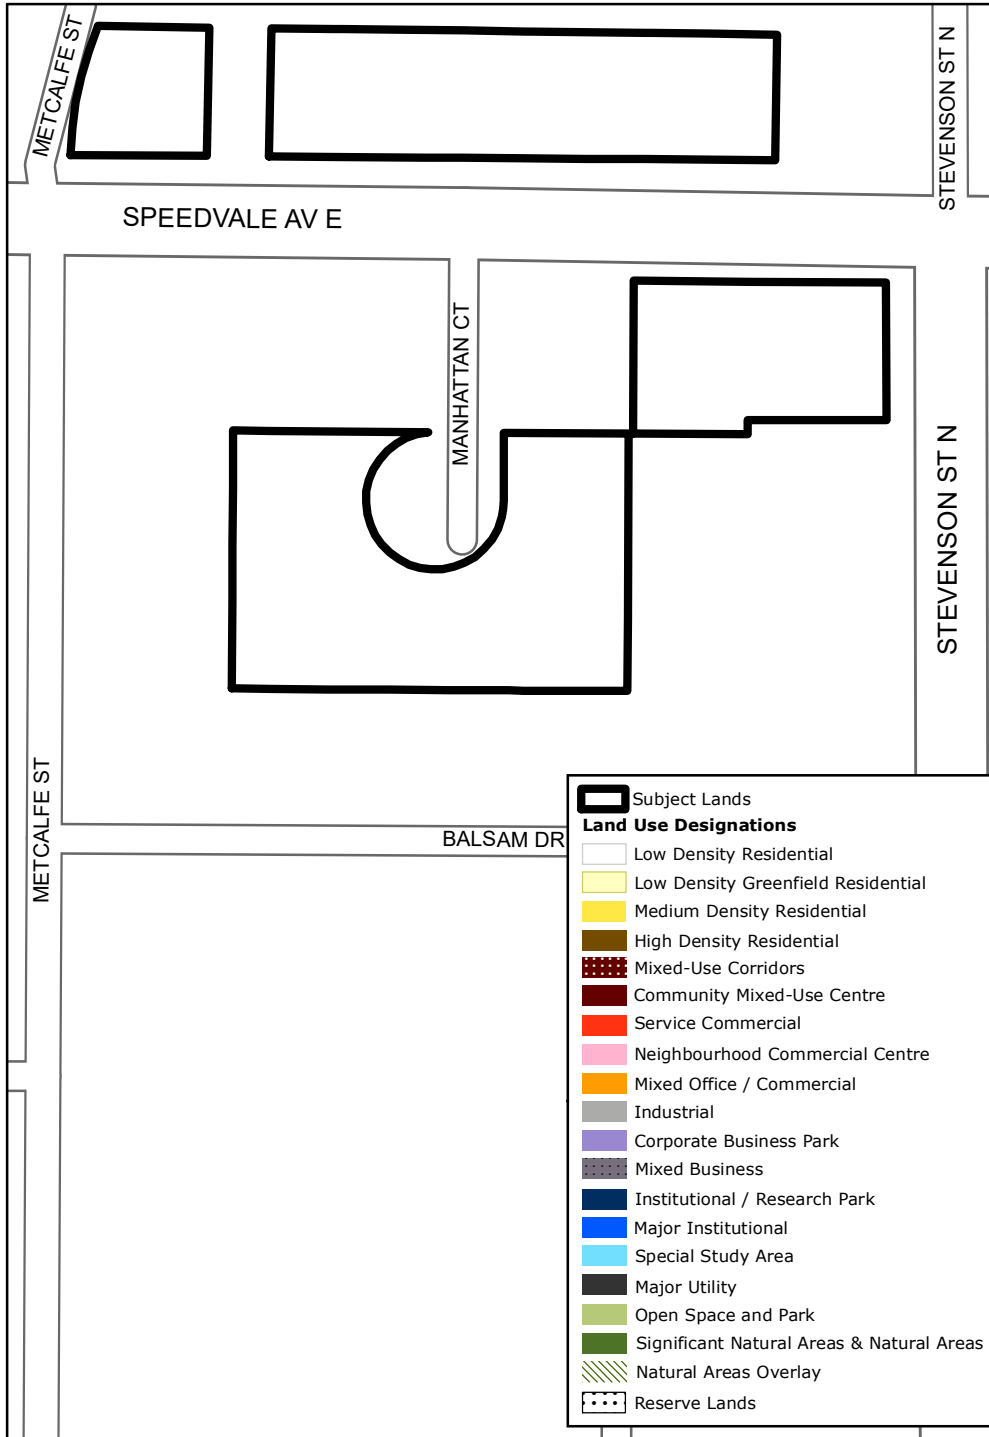 METCALFE ST
STEVENSON ST N
SPEEDVALE AV E
MANHATTAN CT
STEVENSON ST N
METCALFE ST
BALSAM DR
Subject Lands
Land Use Designations
Low Density Residential
Low Density Greenfield Residential
Medium Density Residential
High Density Residential
Mixed-Use Corridors
Community Mixed-Use Centre
Service Commercial
Neighbourhood Commercial Centre
Mixed Office / Commercial
Industrial
Corporate Business Park
Mixed Business
Institutional / Research Park
Major Institutional
Special Study Area
Major Utility
Open Space and Park
Significant Natural Areas & Natural Areas
Natural Areas Overlay
Reserve Lands